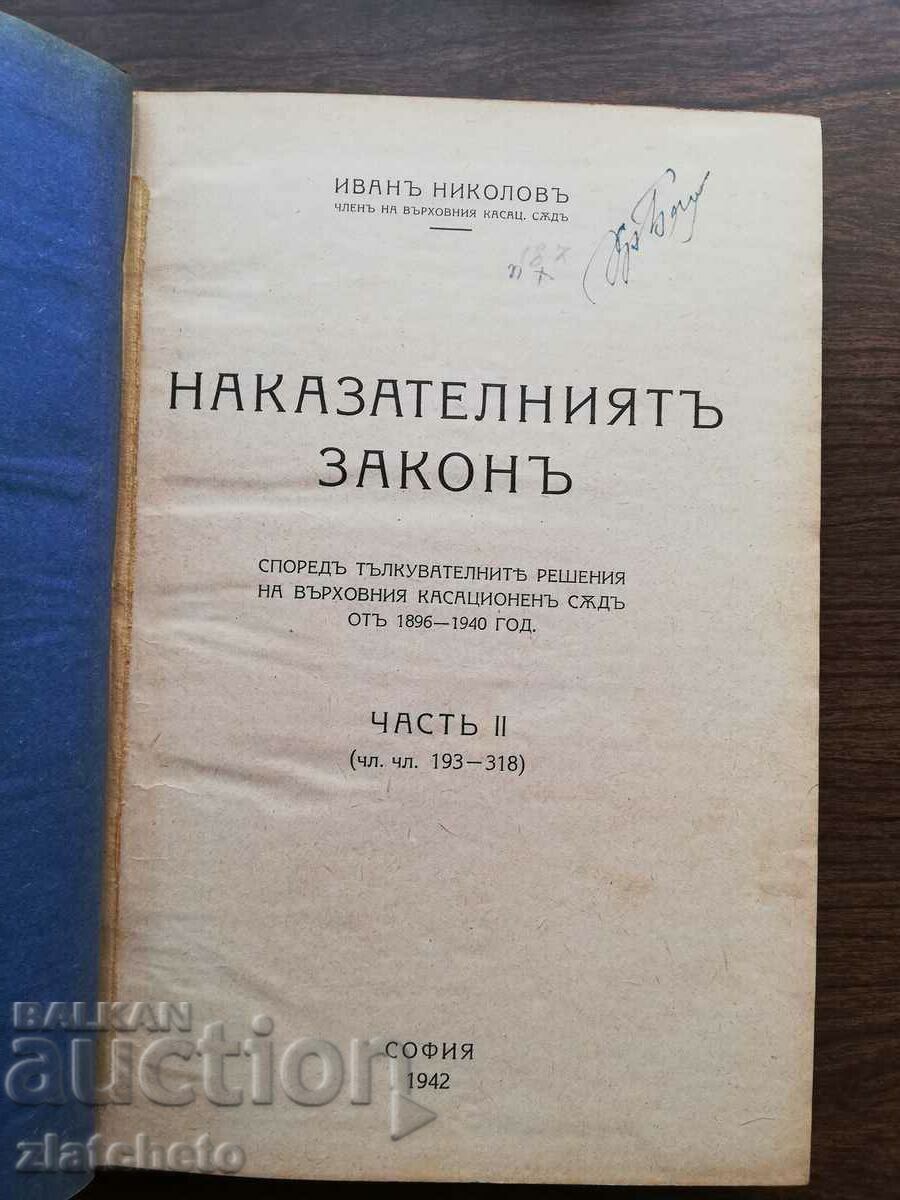 ИВАНЪ НИКОЛОВЪ
ЧЛЕНЪ НА ВЪРХОВНИЯ КАСАЦ. СѪДЪ
НАКАЗАТЕЛНИЯТЪ
ЗАКОНЪ
СПОРЕДЪ ТЪЛКУВАТЕЛНИТѢ РЕШЕНИЯ
НА ВЪРХОВНИЯ КАСАЦИОНЕНЪ СѪДЪ
ОТЪ 1896—1940 ГОД.
ЧАСТЬ II
(чл. чл. 193—318)
СОФИЯ
1942
BALKAN
auction
zlatcheto